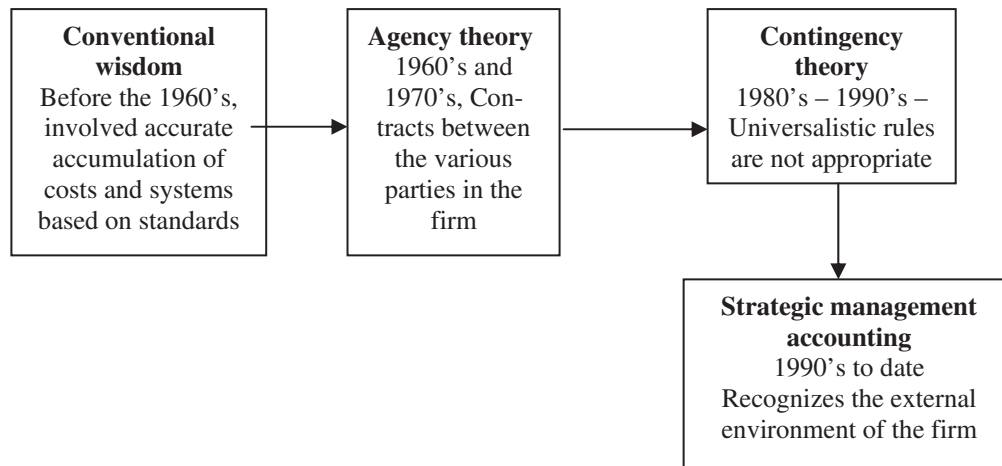 Conventional
wisdom
Before the 1960’s,
involved accurate
accumulation of
costs and systems
based on standards
Agency theory
1960’s and
1970’s, Con-
tracts between
the various
parties in the
firm
Contingency
theory
1980’s – 1990’s –
Universalistic rules
are not appropriate
Strategic management
accounting
1990’s to date
Recognizes the external
environment of the firm